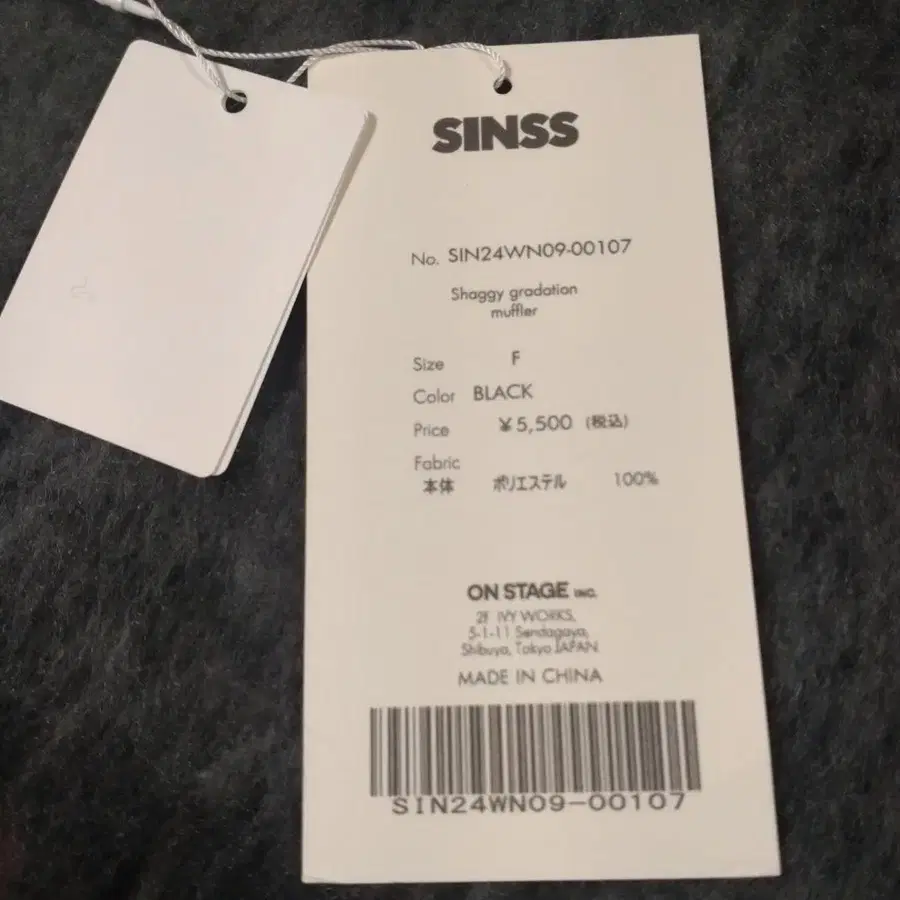 SINSS
No. SIN24WN09-00107
Shaggy gradation
muffler
Size F
Color BLACK
Price ¥5,500 (税込)
Fabric
本体 ポリエステル 100%
ON STAGE INC.
2F IVY WORKS,
5-1-11 Sendagaya,
Shibuya, Tokyo JAPAN
MADE IN CHINA
SIN24WN09-00107